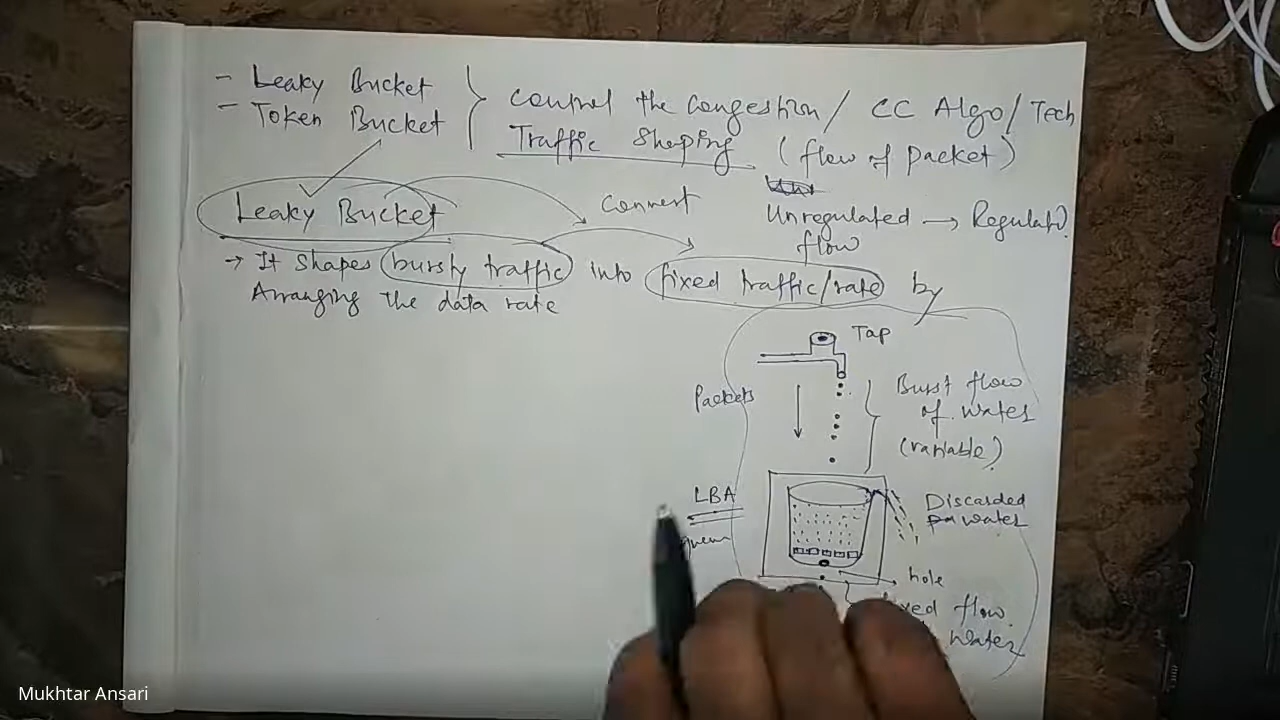 - Leaky Bucket
- Token Bucket
Control the Congestion / CC Algo / Tech
Traffic Shaping (flow of packet)
Leaky Bucket
Convert
Unregulated → Regulatd
flow
→ It Shapes bursty traffic into fixed traffic/rate by
Arranging the data rate
Tap
Packets
Burst flow
of water
(variable)
LBA
Discarded
water
hole
fixed flow
water
Mukhtar Ansari